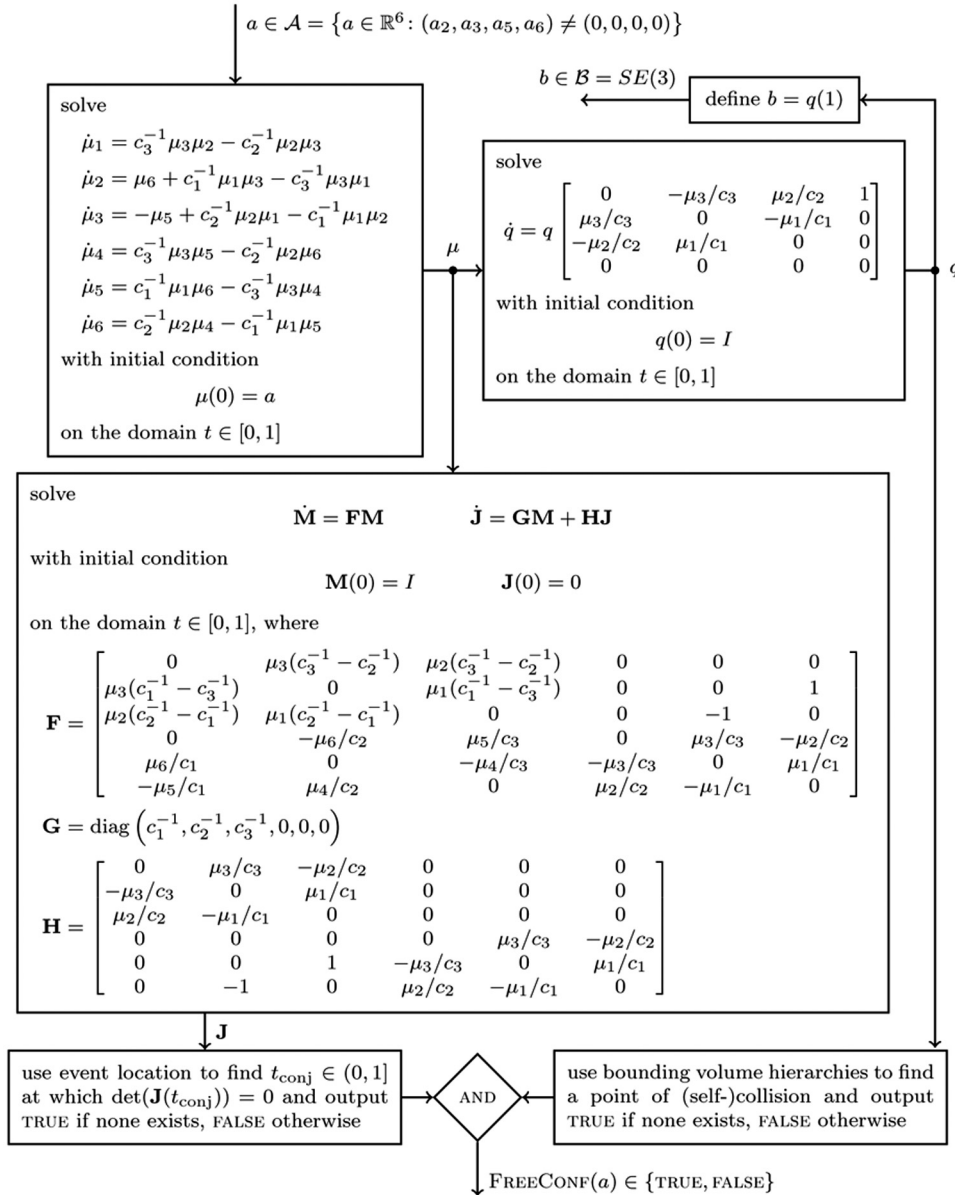 a ∈ 𝒜 = {a ∈ ℝ⁶ : (a₂, a₃, a₅, a₆) ≠ (0, 0, 0, 0)}
solve
μ̇₁ = c₃⁻¹μ₃μ₂ − c₂⁻¹μ₂μ₃
μ̇₂ = μ₆ + c₁⁻¹μ₁μ₃ − c₃⁻¹μ₃μ₁
μ̇₃ = −μ₅ + c₂⁻¹μ₂μ₁ − c₁⁻¹μ₁μ₂
μ̇₄ = c₃⁻¹μ₃μ₅ − c₂⁻¹μ₂μ₆
μ̇₅ = c₁⁻¹μ₁μ₆ − c₃⁻¹μ₃μ₄
μ̇₆ = c₂⁻¹μ₂μ₄ − c₁⁻¹μ₁μ₅
with initial condition
μ(0) = a
on the domain t ∈ [0, 1]
μ
b ∈ ℬ = SE(3)
define b = q(1)
solve
q̇ = q
0 −μ₃/c₃ μ₂/c₂ 1
μ₃/c₃ 0 −μ₁/c₁ 0
−μ₂/c₂ μ₁/c₁ 0 0
0 0 0 0
with initial condition
q(0) = I
on the domain t ∈ [0, 1]
q
solve
Ṁ = FM J̇ = GM + HJ
with initial condition
M(0) = I J(0) = 0
on the domain t ∈ [0, 1], where
F =
0 μ₃(c₃⁻¹ − c₂⁻¹) μ₂(c₃⁻¹ − c₂⁻¹) 0 0 0
μ₃(c₁⁻¹ − c₃⁻¹) 0 μ₁(c₁⁻¹ − c₃⁻¹) 0 0 1
μ₂(c₂⁻¹ − c₁⁻¹) μ₁(c₂⁻¹ − c₁⁻¹) 0 0 −1 0
0 −μ₆/c₂ μ₅/c₃ 0 μ₃/c₃ −μ₂/c₂
μ₆/c₁ 0 −μ₄/c₃ −μ₃/c₃ 0 μ₁/c₁
−μ₅/c₁ μ₄/c₂ 0 μ₂/c₂ −μ₁/c₁ 0
G = diag (c₁⁻¹, c₂⁻¹, c₃⁻¹, 0, 0, 0)
H =
0 μ₃/c₃ −μ₂/c₂ 0 0 0
−μ₃/c₃ 0 μ₁/c₁ 0 0 0
μ₂/c₂ −μ₁/c₁ 0 0 0 0
0 0 0 0 μ₃/c₃ −μ₂/c₂
0 0 1 −μ₃/c₃ 0 μ₁/c₁
0 −1 0 μ₂/c₂ −μ₁/c₁ 0
J
use event location to find t_conj ∈ (0, 1]
at which det(J(t_conj)) = 0 and output
TRUE if none exists, FALSE otherwise
AND
use bounding volume hierarchies to find
a point of (self-)collision and output
TRUE if none exists, FALSE otherwise
FREECONF(a) ∈ {TRUE, FALSE}